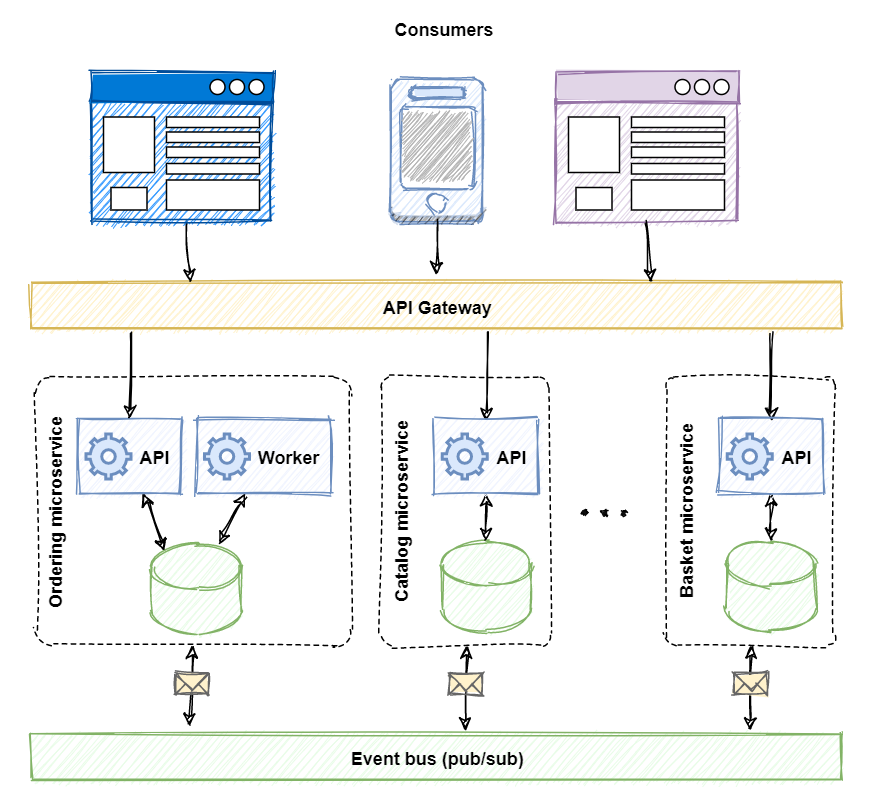 Consumers
API Gateway
Ordering microservice
API
Worker
Catalog microservice
API
Basket microservice
API
Event bus (pub/sub)